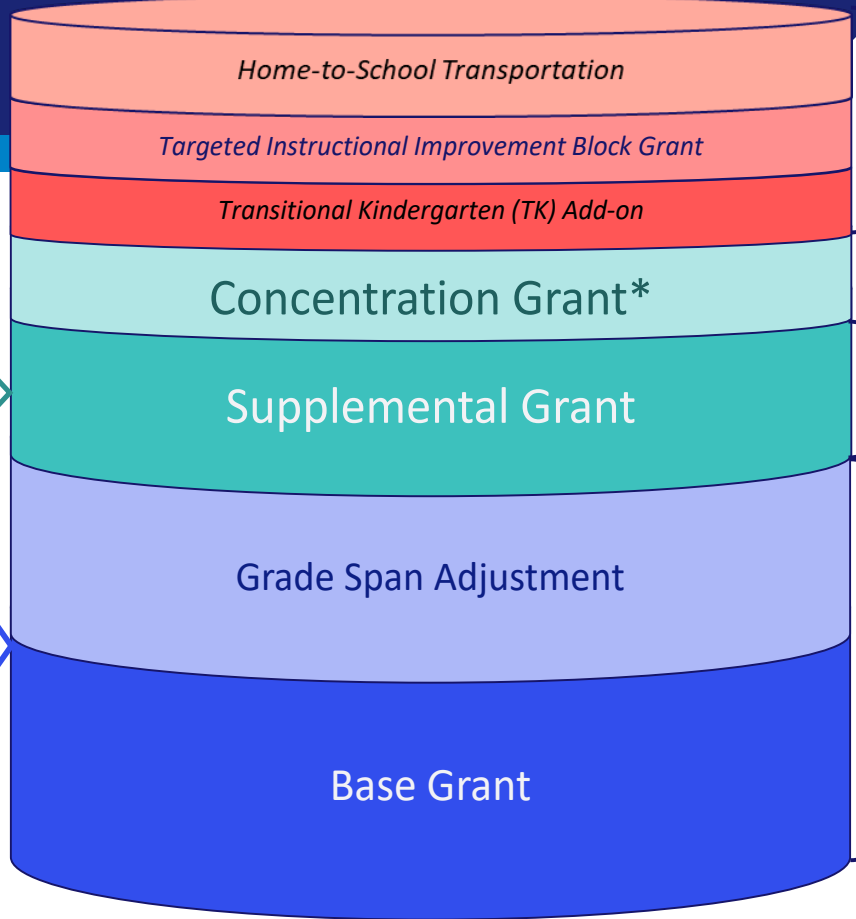 Home-to-School Transportation
Targeted Instructional Improvement Block Grant
Transitional Kindergarten (TK) Add-on
Concentration Grant*
Supplemental Grant
Grade Span Adjustment
Base Grant